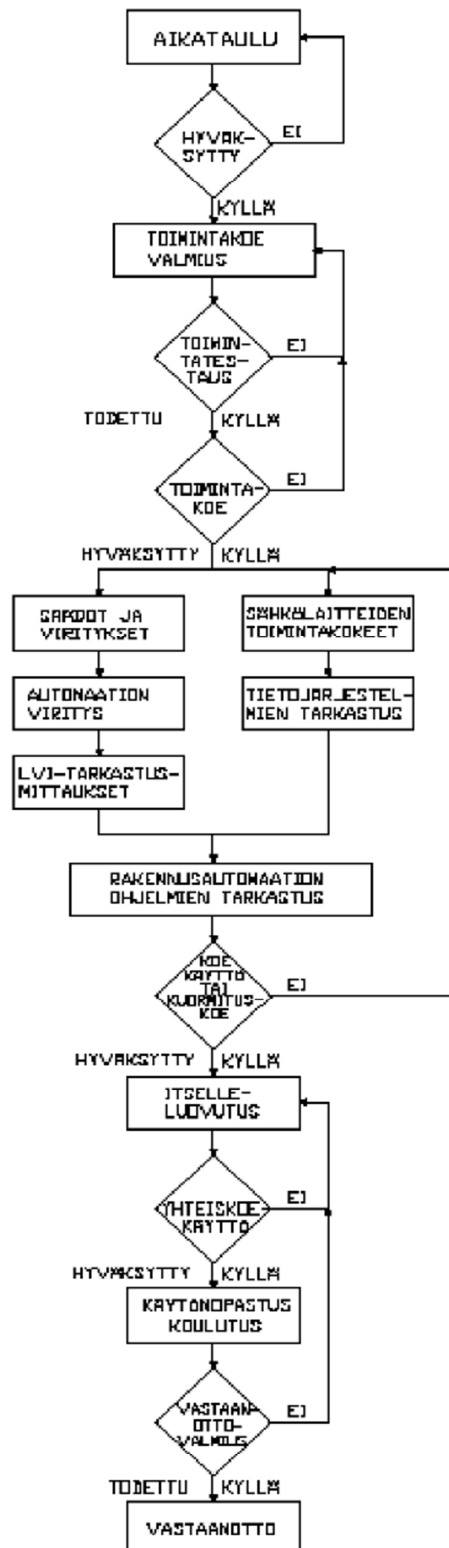 AIKATAULU
HYVÄK-
SYTTY
EI
KYLLÄ
TOIMINTAKOE
VALMIUS
TOIMIN-
TATES-
TAUS
EI
TODETTU
KYLLÄ
TOIMINTA-
KOE
EI
HYVÄKSYTTY
KYLLÄ
SÄÄDÖT JA
VIRITYKSET
SÄHKÖLAITTEIDEN
TOIMINTAKOKEET
AUTOMAATION
VIRITYS
TIETOJÄRJESTEL-
MIEN TARKASTUS
LVI-TARKASTUS-
MITTAUKSET
RAKENNUSAUTOMAATION
OHJELMIEN TARKASTUS
KOE
KÄYTTÖ
TAI
KUORMITUS-
KOE
EI
HYVÄKSYTTY
KYLLÄ
ITSELLE-
LUOVUTUS
YHTEISKOE-
KÄYTTÖ
EI
HYVÄKSYTTY
KYLLÄ
KÄYTÖNOPASTUS
KOULUTUS
VASTAAN-
OTTO-
VALMIUS
EI
TODETTU
KYLLÄ
VASTAANOTTO